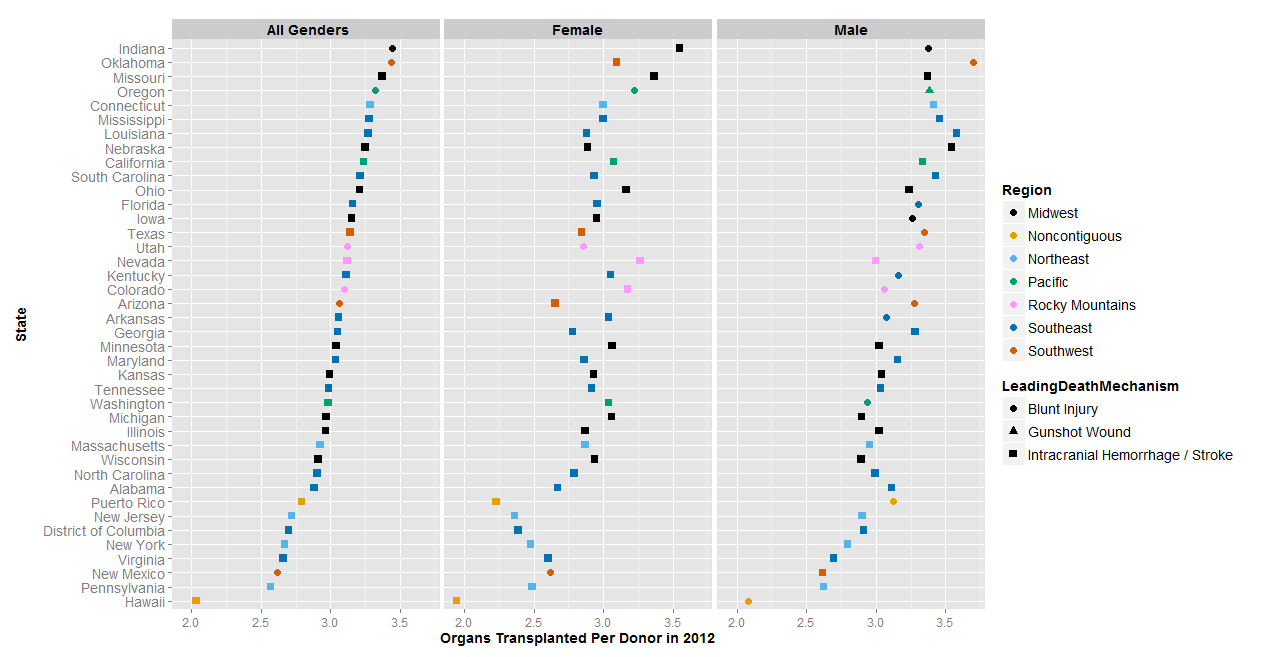 All Genders Female Male
Indiana
Oklahoma
Missouri
Oregon
Connecticut
Mississippi
Louisiana
Nebraska
California
South Carolina
Ohio
Florida
Iowa
Texas
Utah
Nevada
Kentucky
Colorado
Arizona
Arkansas
Georgia
Minnesota
Maryland
Kansas
Tennessee
Washington
Michigan
Illinois
Massachusetts
Wisconsin
North Carolina
Alabama
Puerto Rico
New Jersey
District of Columbia
New York
Virginia
New Mexico
Pennsylvania
Hawaii
State
2.0 2.5 3.0 3.5 2.0 2.5 3.0 3.5 2.0 2.5 3.0 3.5
Organs Transplanted Per Donor in 2012
Region
Midwest
Noncontiguous
Northeast
Pacific
Rocky Mountains
Southeast
Southwest
LeadingDeathMechanism
Blunt Injury
Gunshot Wound
Intracranial Hemorrhage / Stroke